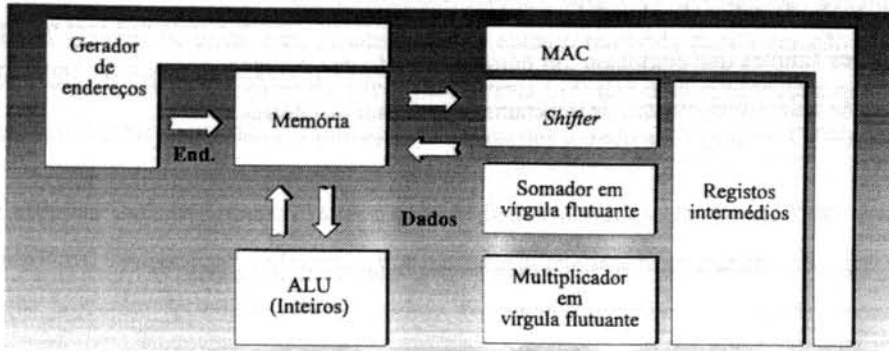 Gerador
de
endereços
End.
Memória
Dados
ALU
(Inteiros)
MAC
Shifter
Somador em
vírgula flutuante
Multiplicador
em
vírgula flutuante
Registos
intermédios